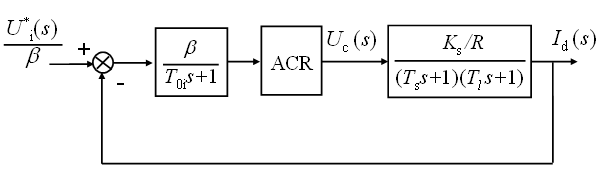 U*i(s)
β
+
-
β
T0is+1
ACR
Uc(s)
Ks/R
(Tss+1)(Tls+1)
Id(s)